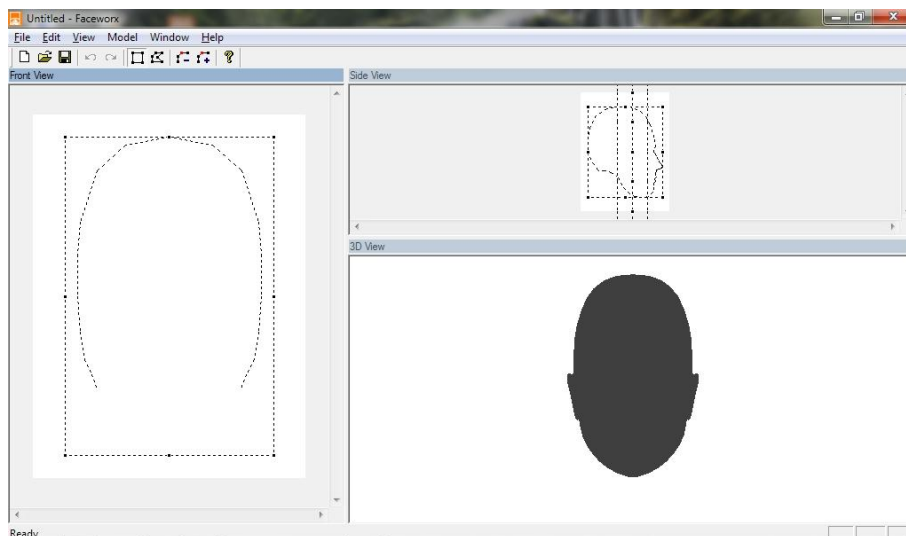 Untitled - Faceworx
File Edit View Model Window Help
Front View
Side View
3D View
Ready